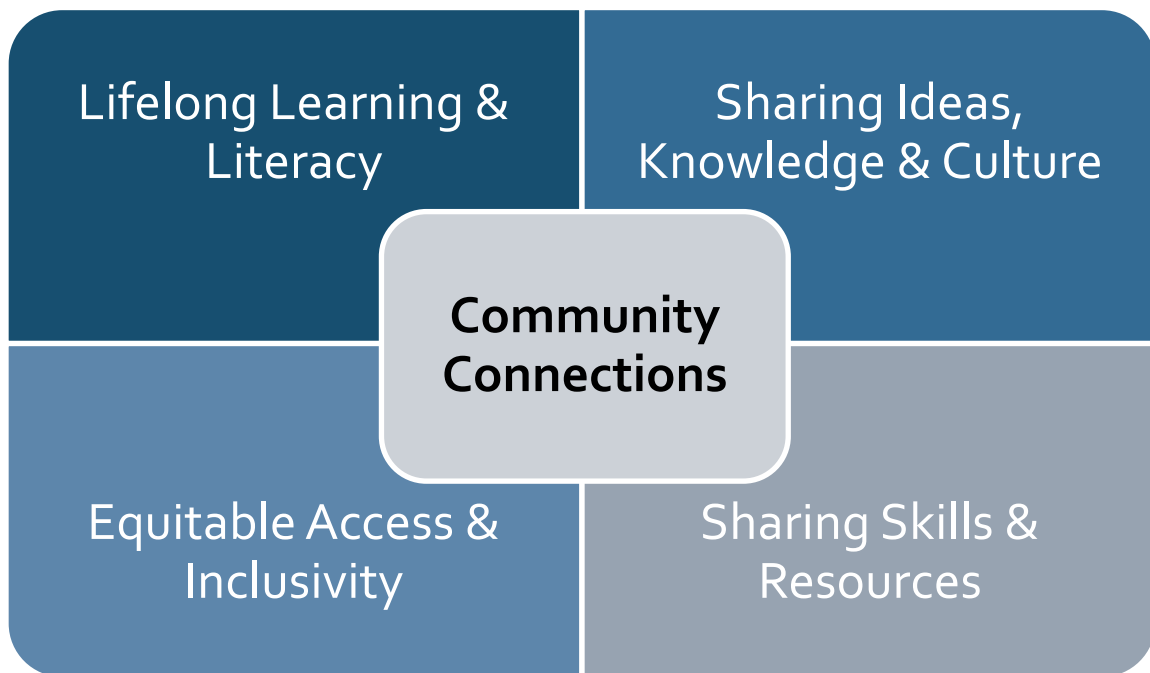 Lifelong Learning &
Literacy
Sharing Ideas,
Knowledge & Culture
Community
Connections
Equitable Access &
Inclusivity
Sharing Skills &
Resources